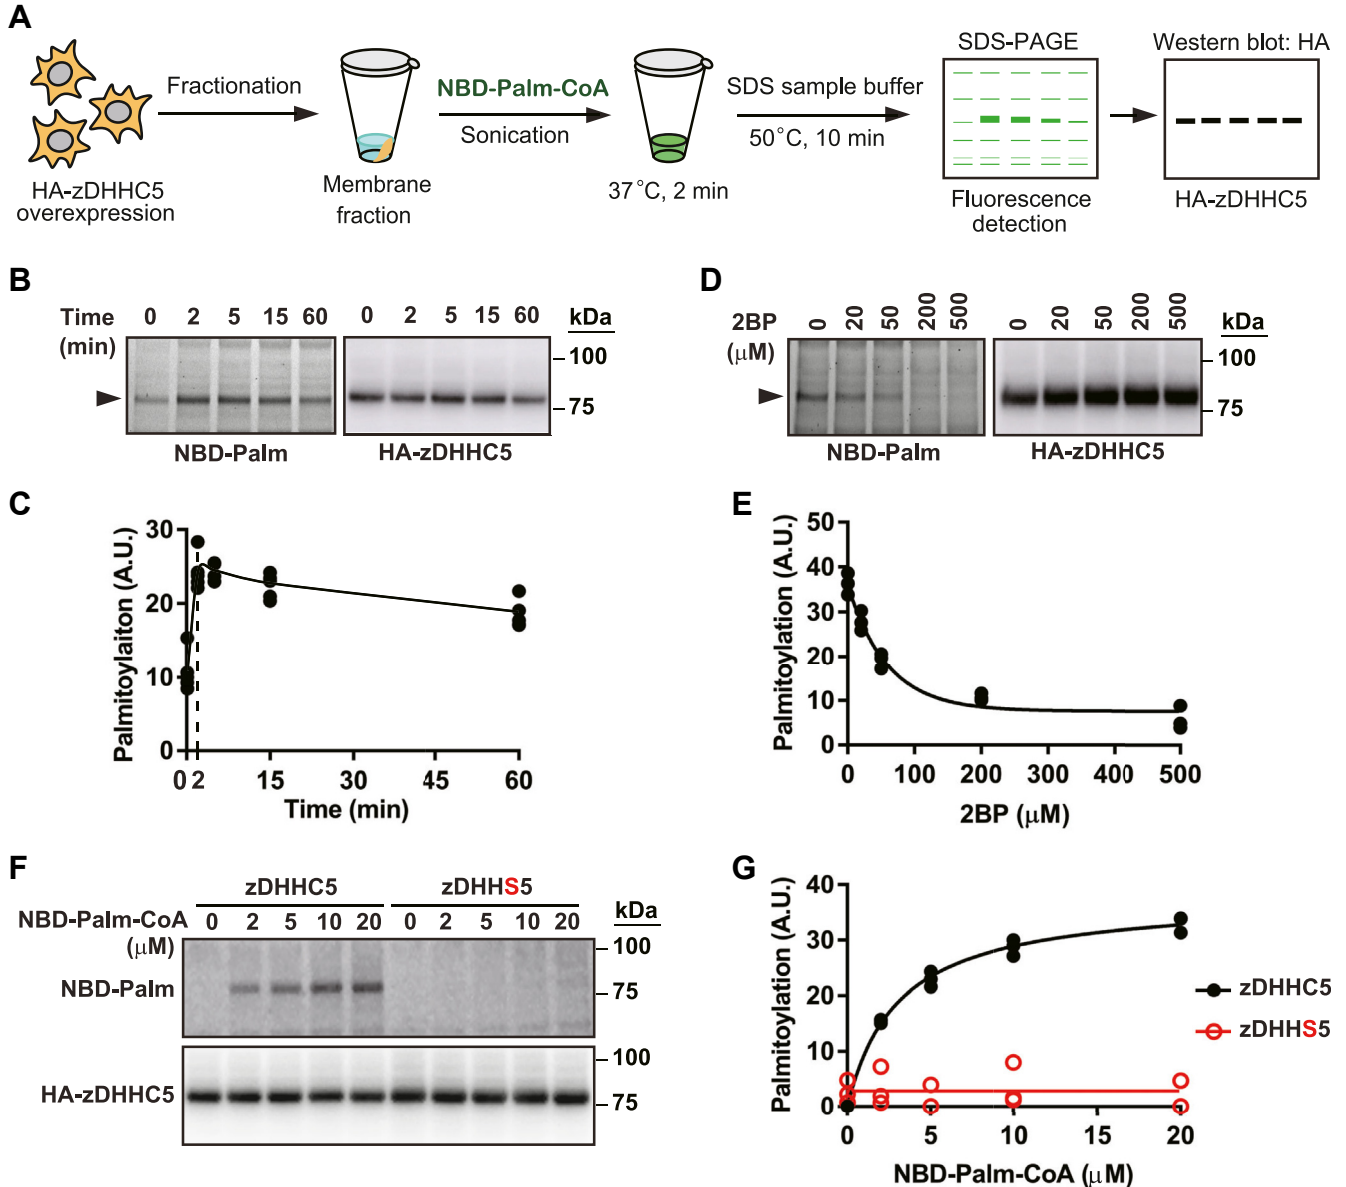 A
Fractionation
NBD-Palm-CoA
Sonication
SDS sample buffer
50°C, 10 min
SDS-PAGE
Western blot: HA
HA-zDHHC5
overexpression
Membrane
fraction
37°C, 2 min
Fluorescence
detection
HA-zDHHC5
B
Time
(min)
0 2 5 15 60
0 2 5 15 60
kDa
100
75
NBD-Palm
HA-zDHHC5
D
2BP
(μM)
0 20 50 200 500
0 20 50 200 500
kDa
100
75
NBD-Palm
HA-zDHHC5
C
Palmitoylaiton (A.U.)
30
20
10
0
0 2 15 30 45 60
Time (min)
E
Palmitoylation (A.U.)
50
40
30
20
10
0
0 100 200 300 400 500
2BP (μM)
F
zDHHC5
zDHHS5
NBD-Palm-CoA
(μM)
0 2 5 10 20
0 2 5 10 20
kDa
100
75
NBD-Palm
100
75
HA-zDHHC5
G
Palmitoylation (A.U.)
40
30
20
10
0
0 5 10 15 20
NBD-Palm-CoA (μM)
zDHHC5
zDHHS5